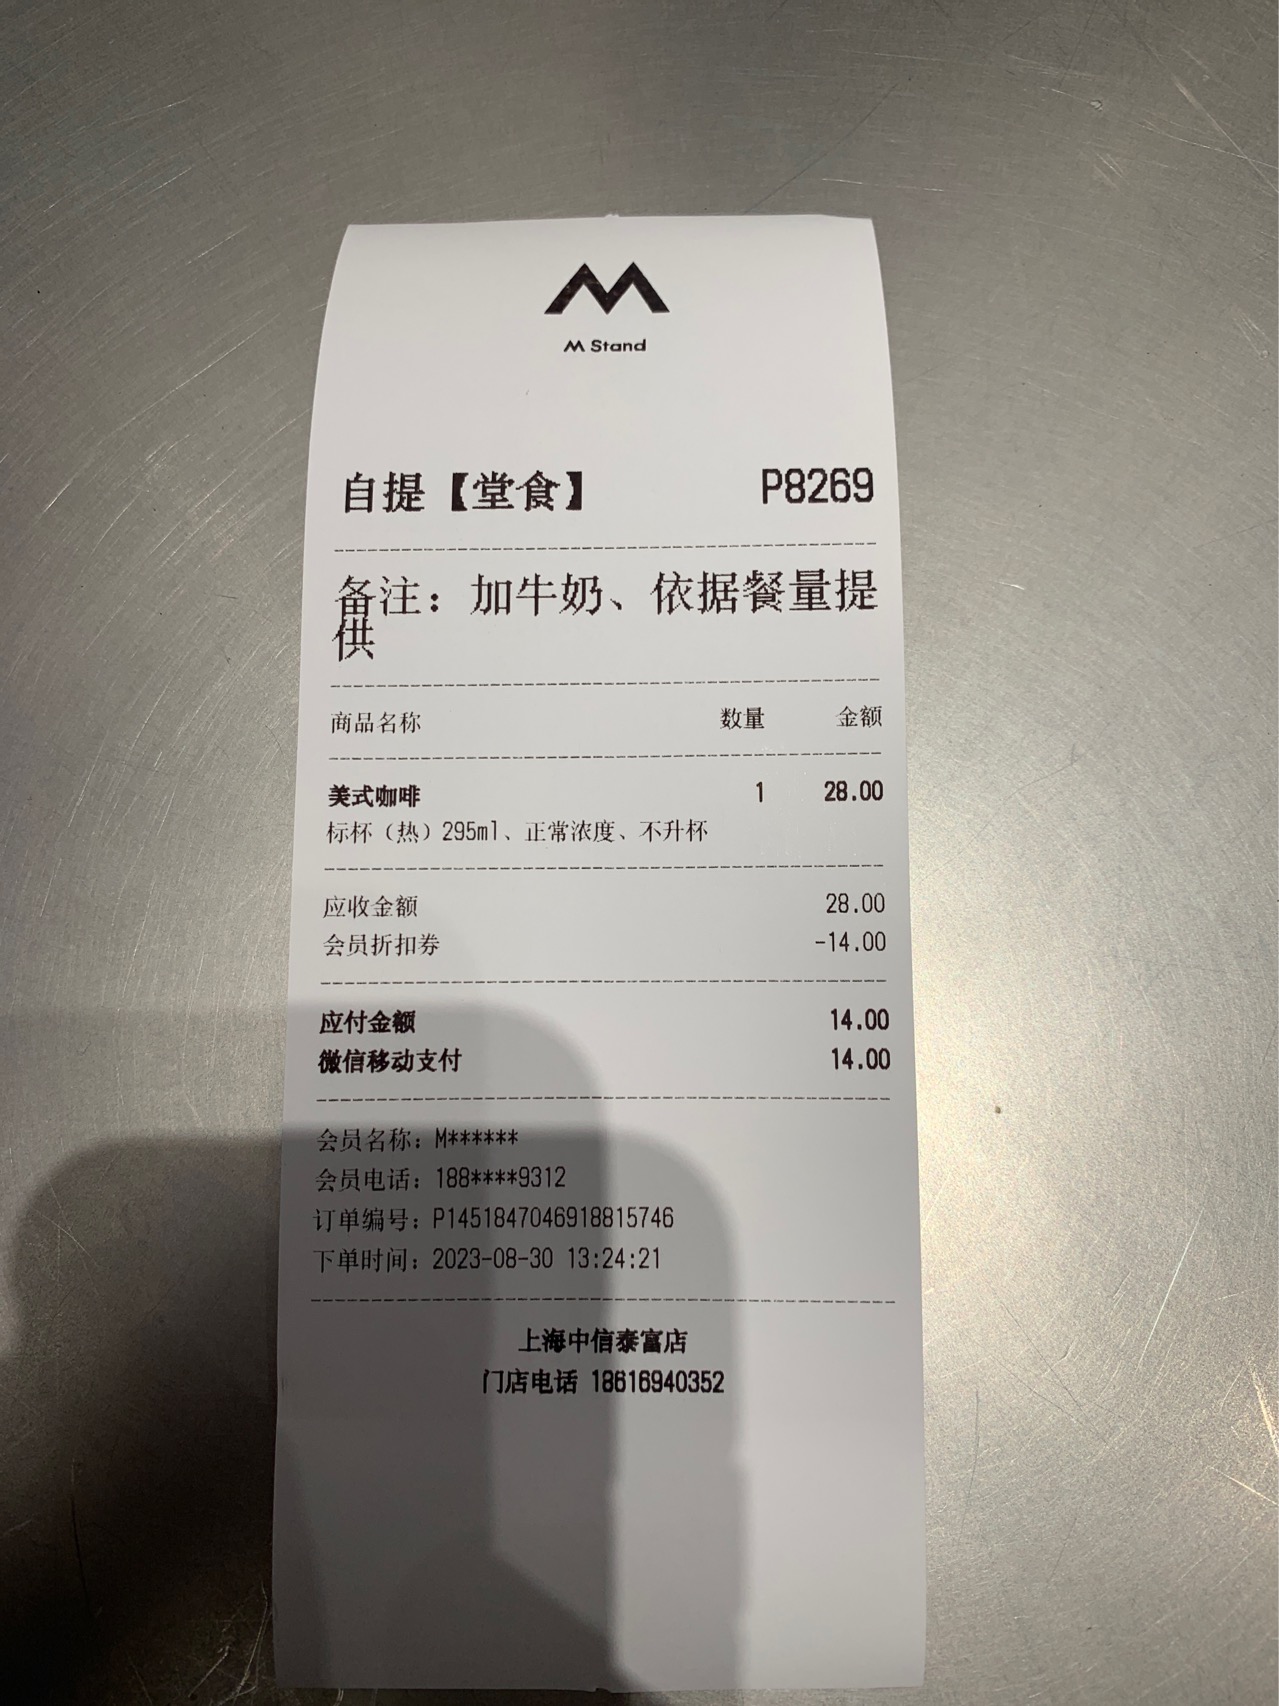 M Stand
自提【堂食】 P8269
备注：加牛奶、依据餐量提
供
商品名称 数量 金额
美式咖啡 1 28.00
标杯（热）295ml、正常浓度、不升杯
应收金额 28.00
会员折扣券 -14.00
应付金额 14.00
微信移动支付 14.00
会员名称：M******
会员电话：188****9312
订单编号：P1451847046918815746
下单时间：2023-08-30 13:24:21
上海中信泰富店
门店电话 18616940352